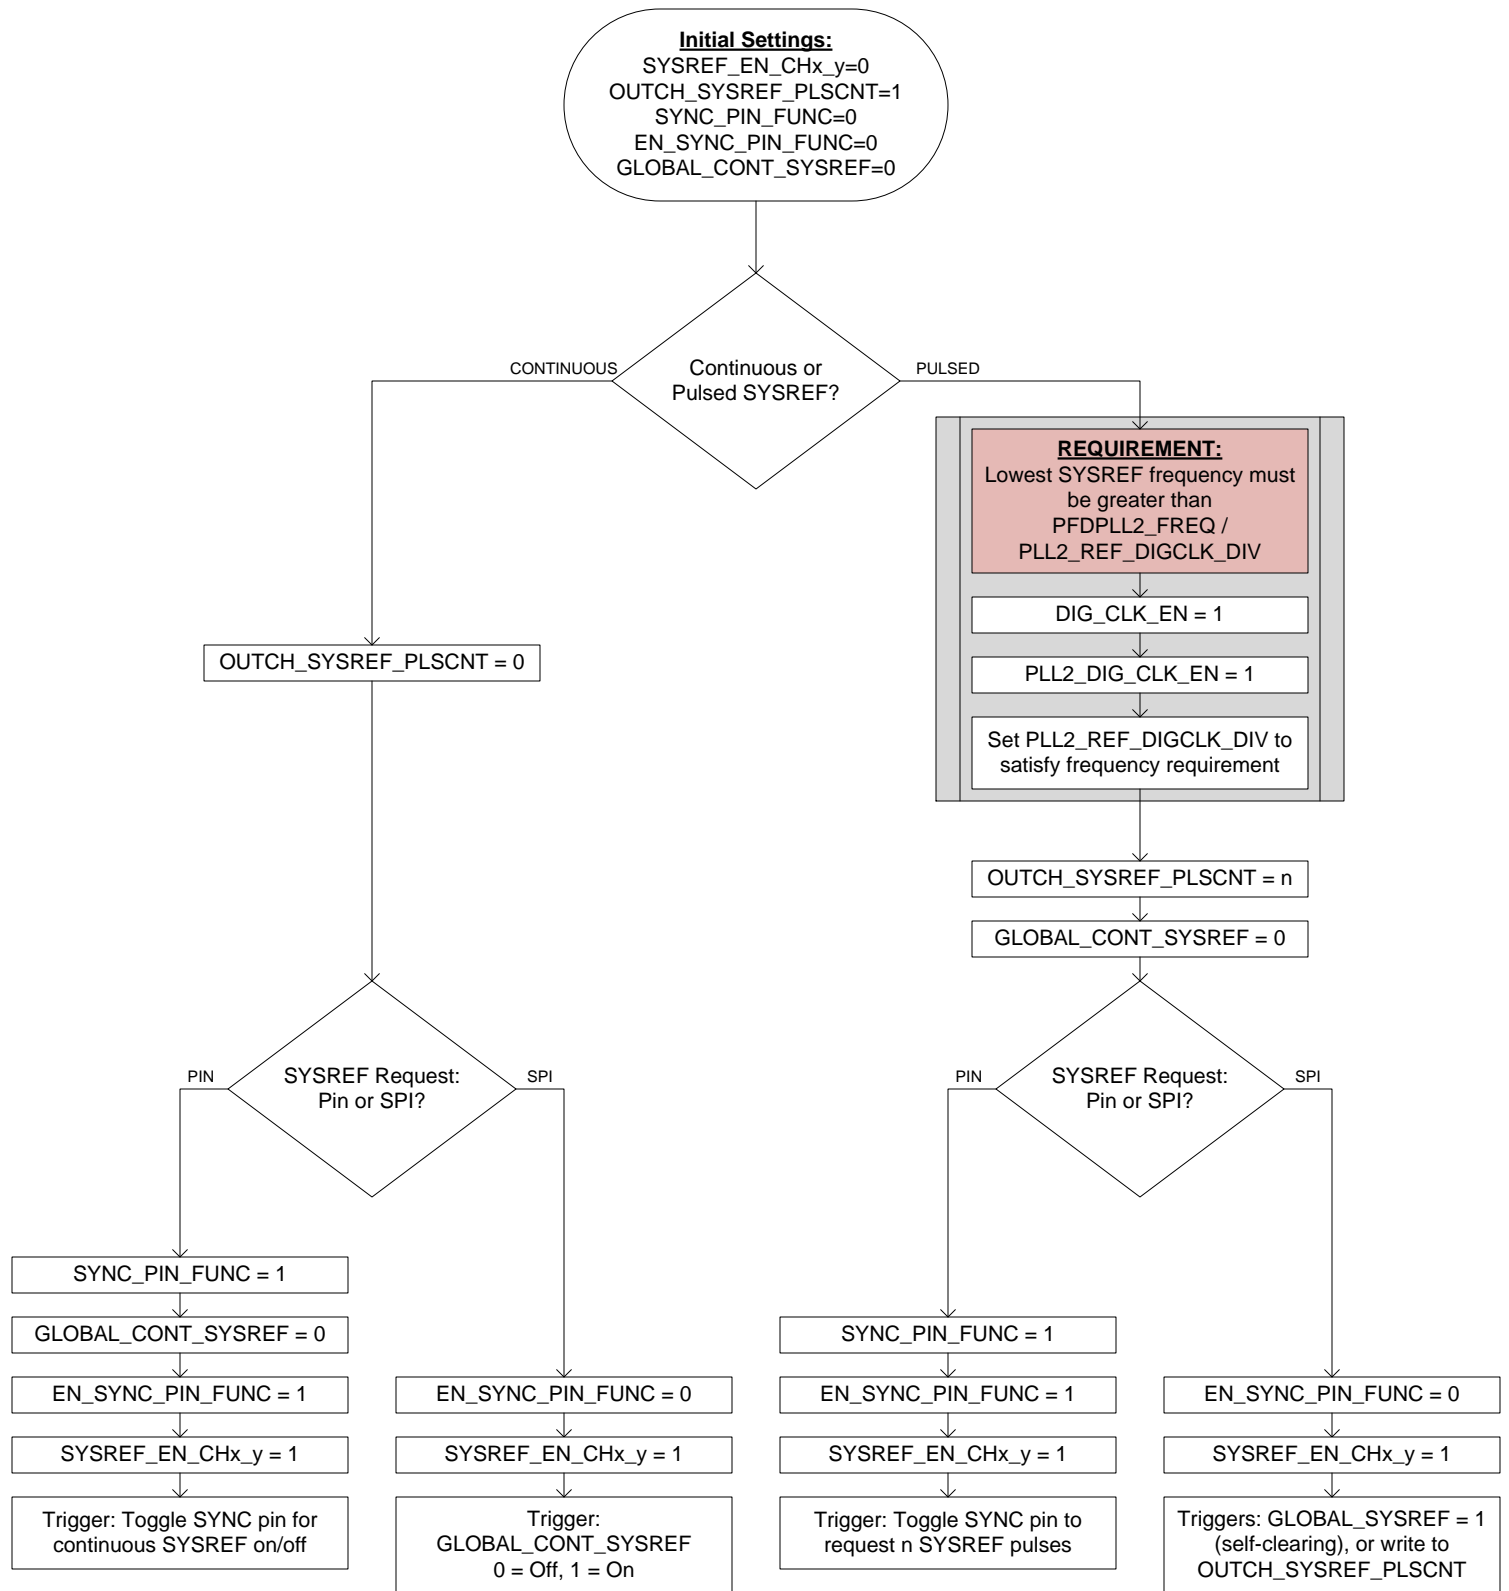 Initial Settings:
SYSREF_EN_CHx_y=0
OUTCH_SYSREF_PLSCNT=1
SYNC_PIN_FUNC=0
EN_SYNC_PIN_FUNC=0
GLOBAL_CONT_SYSREF=0
Continuous or
Pulsed SYSREF?
CONTINUOUS
PULSED
OUTCH_SYSREF_PLSCNT = 0
SYSREF Request:
Pin or SPI?
PIN
SPI
SYNC_PIN_FUNC = 1
GLOBAL_CONT_SYSREF = 0
EN_SYNC_PIN_FUNC = 1
SYSREF_EN_CHx_y = 1
Trigger: Toggle SYNC pin for
continuous SYSREF on/off
EN_SYNC_PIN_FUNC = 0
SYSREF_EN_CHx_y = 1
Trigger:
GLOBAL_CONT_SYSREF
0 = Off, 1 = On
REQUIREMENT:
Lowest SYSREF frequency must
be greater than
PFDPLL2_FREQ /
PLL2_REF_DIGCLK_DIV
DIG_CLK_EN = 1
PLL2_DIG_CLK_EN = 1
Set PLL2_REF_DIGCLK_DIV to
satisfy frequency requirement
OUTCH_SYSREF_PLSCNT = n
GLOBAL_CONT_SYSREF = 0
SYSREF Request:
Pin or SPI?
PIN
SPI
SYNC_PIN_FUNC = 1
EN_SYNC_PIN_FUNC = 1
SYSREF_EN_CHx_y = 1
Trigger: Toggle SYNC pin to
request n SYSREF pulses
EN_SYNC_PIN_FUNC = 0
SYSREF_EN_CHx_y = 1
Triggers: GLOBAL_SYSREF = 1
(self-clearing), or write to
OUTCH_SYSREF_PLSCNT